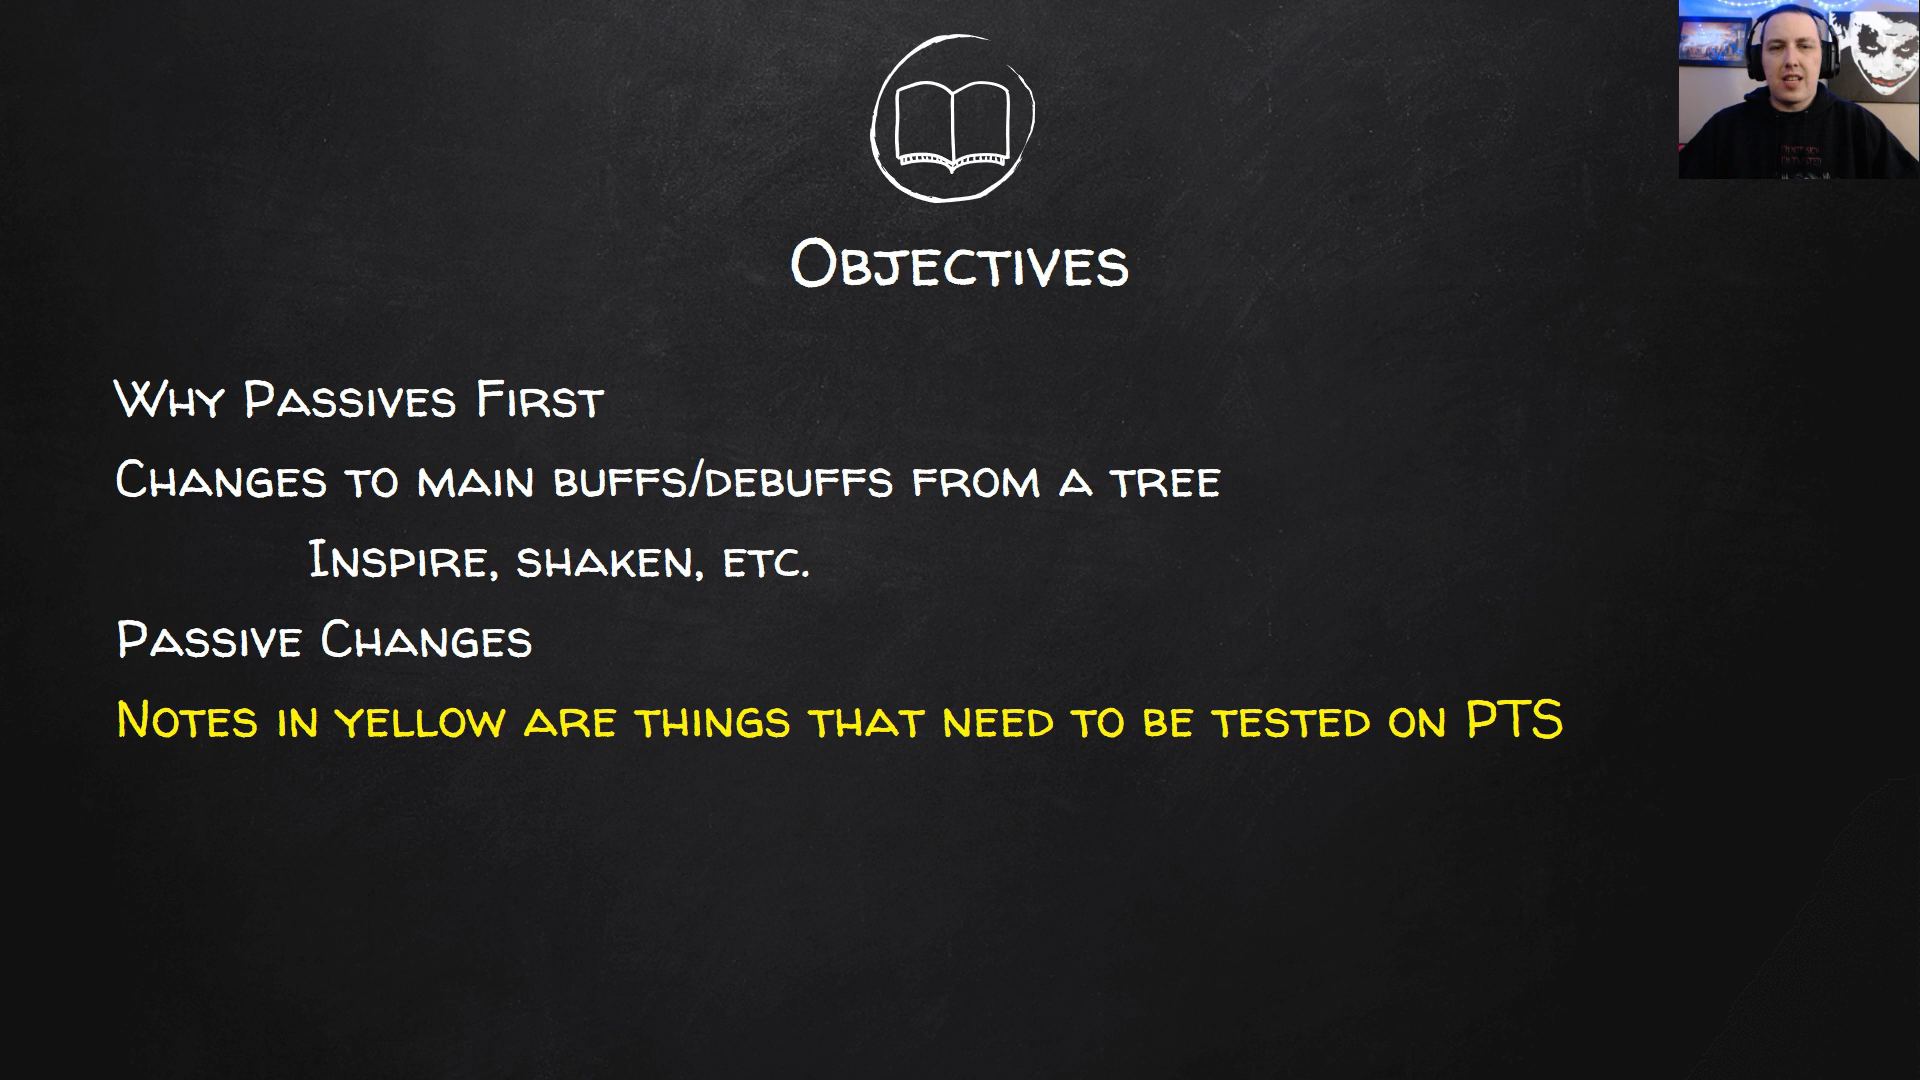 Objectives
Why Passives First
Changes to main buffs/debuffs from a tree
Inspire, shaken, etc.
Passive Changes
Notes in yellow are things that need to be tested on PTS